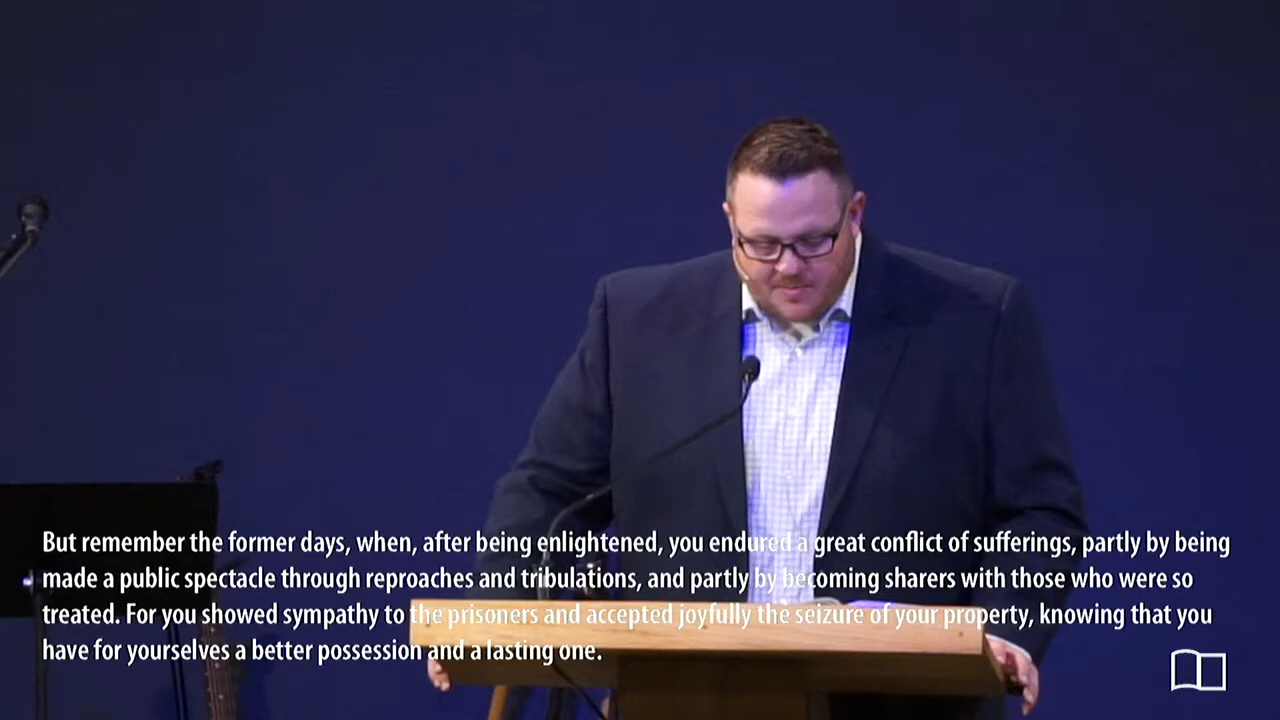 But remember the former days, when, after being enlightened, you endured a great conflict of sufferings, partly by being
made a public spectacle through reproaches and tribulations, and partly by becoming sharers with those who were so
treated. For you showed sympathy to the prisoners and accepted joyfully the seizure of your property, knowing that you
have for yourselves a better possession and a lasting one.